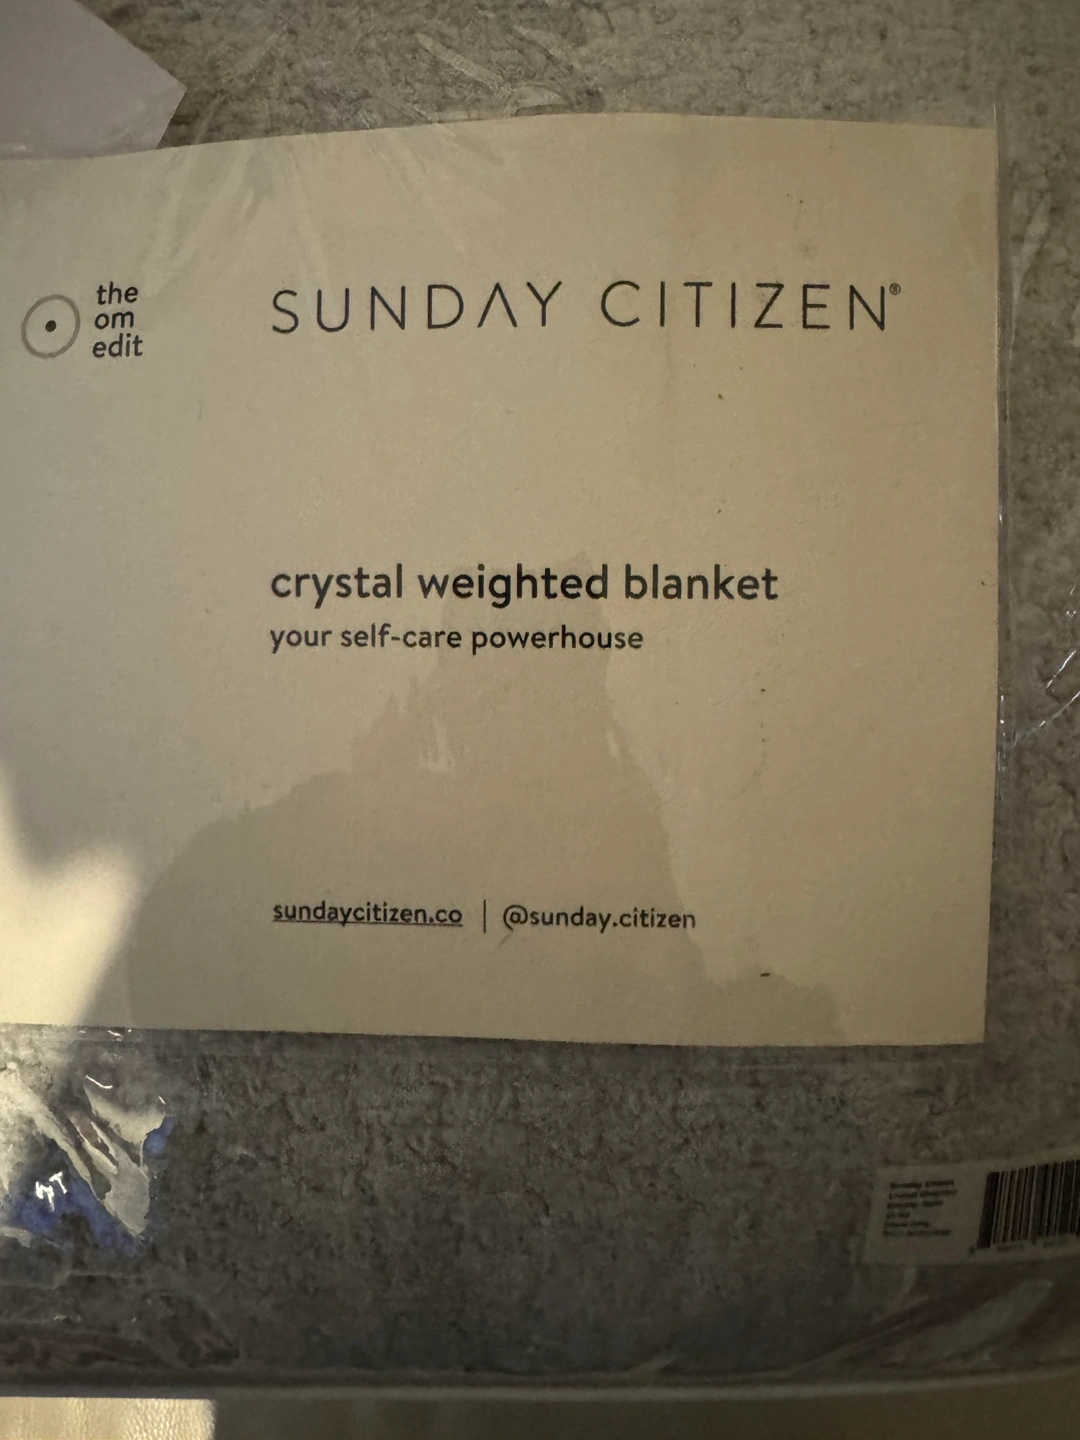 the
om
edit
SUNDAY CITIZEN®
crystal weighted blanket
your self-care powerhouse
sundaycitizen.co | @sunday.citizen